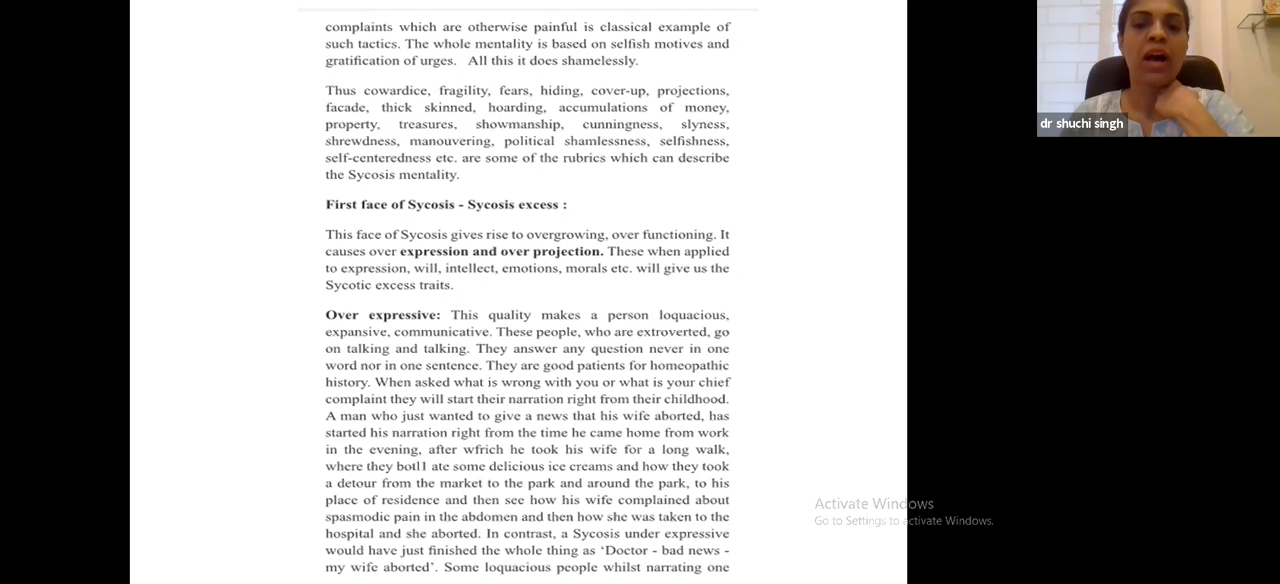 complaints which are otherwise painful is classical example of
such tactics. The whole mentality is based on selfish motives and
gratification of urges. All this it does shamelessly.
Thus cowardice, fragility, fears, hiding, cover-up, projections,
facade, thick skinned, hoarding, accumulations of money,
property, treasures, showmanship, cunningness, slyness,
shrewdness, manouvering, political shamlessness, selfishness,
self-centeredness etc. are some of the rubrics which can describe
the Sycosis mentality.
First face of Sycosis - Sycosis excess :
This face of Sycosis gives rise to overgrowing, over functioning. It
causes over expression and over projection. These when applied
to expression, will, intellect, emotions, morals etc. will give us the
Sycotic excess traits.
Over expressive: This quality makes a person loquacious,
expansive, communicative. These people, who are extroverted, go
on talking and talking. They answer any question never in one
word nor in one sentence. They are good patients for homeopathic
history. When asked what is wrong with you or what is your chief
complaint they will start their narration right from their childhood.
A man who just wanted to give a news that his wife aborted, has
started his narration right from the time he came home from work
in the evening, after wfrich he took his wife for a long walk,
where they botl1 ate some delicious ice creams and how they took
a detour from the market to the park and around the park, to his
place of residence and then see how his wife complained about
spasmodic pain in the abdomen and then how she was taken to the
hospital and she aborted. In contrast, a Sycosis under expressive
would have just finished the whole thing as ‘Doctor - bad news -
my wife aborted’. Some loquacious people whilst narrating one
dr shuchi singh
Activate Windows
Go to Settings to activate Windows.